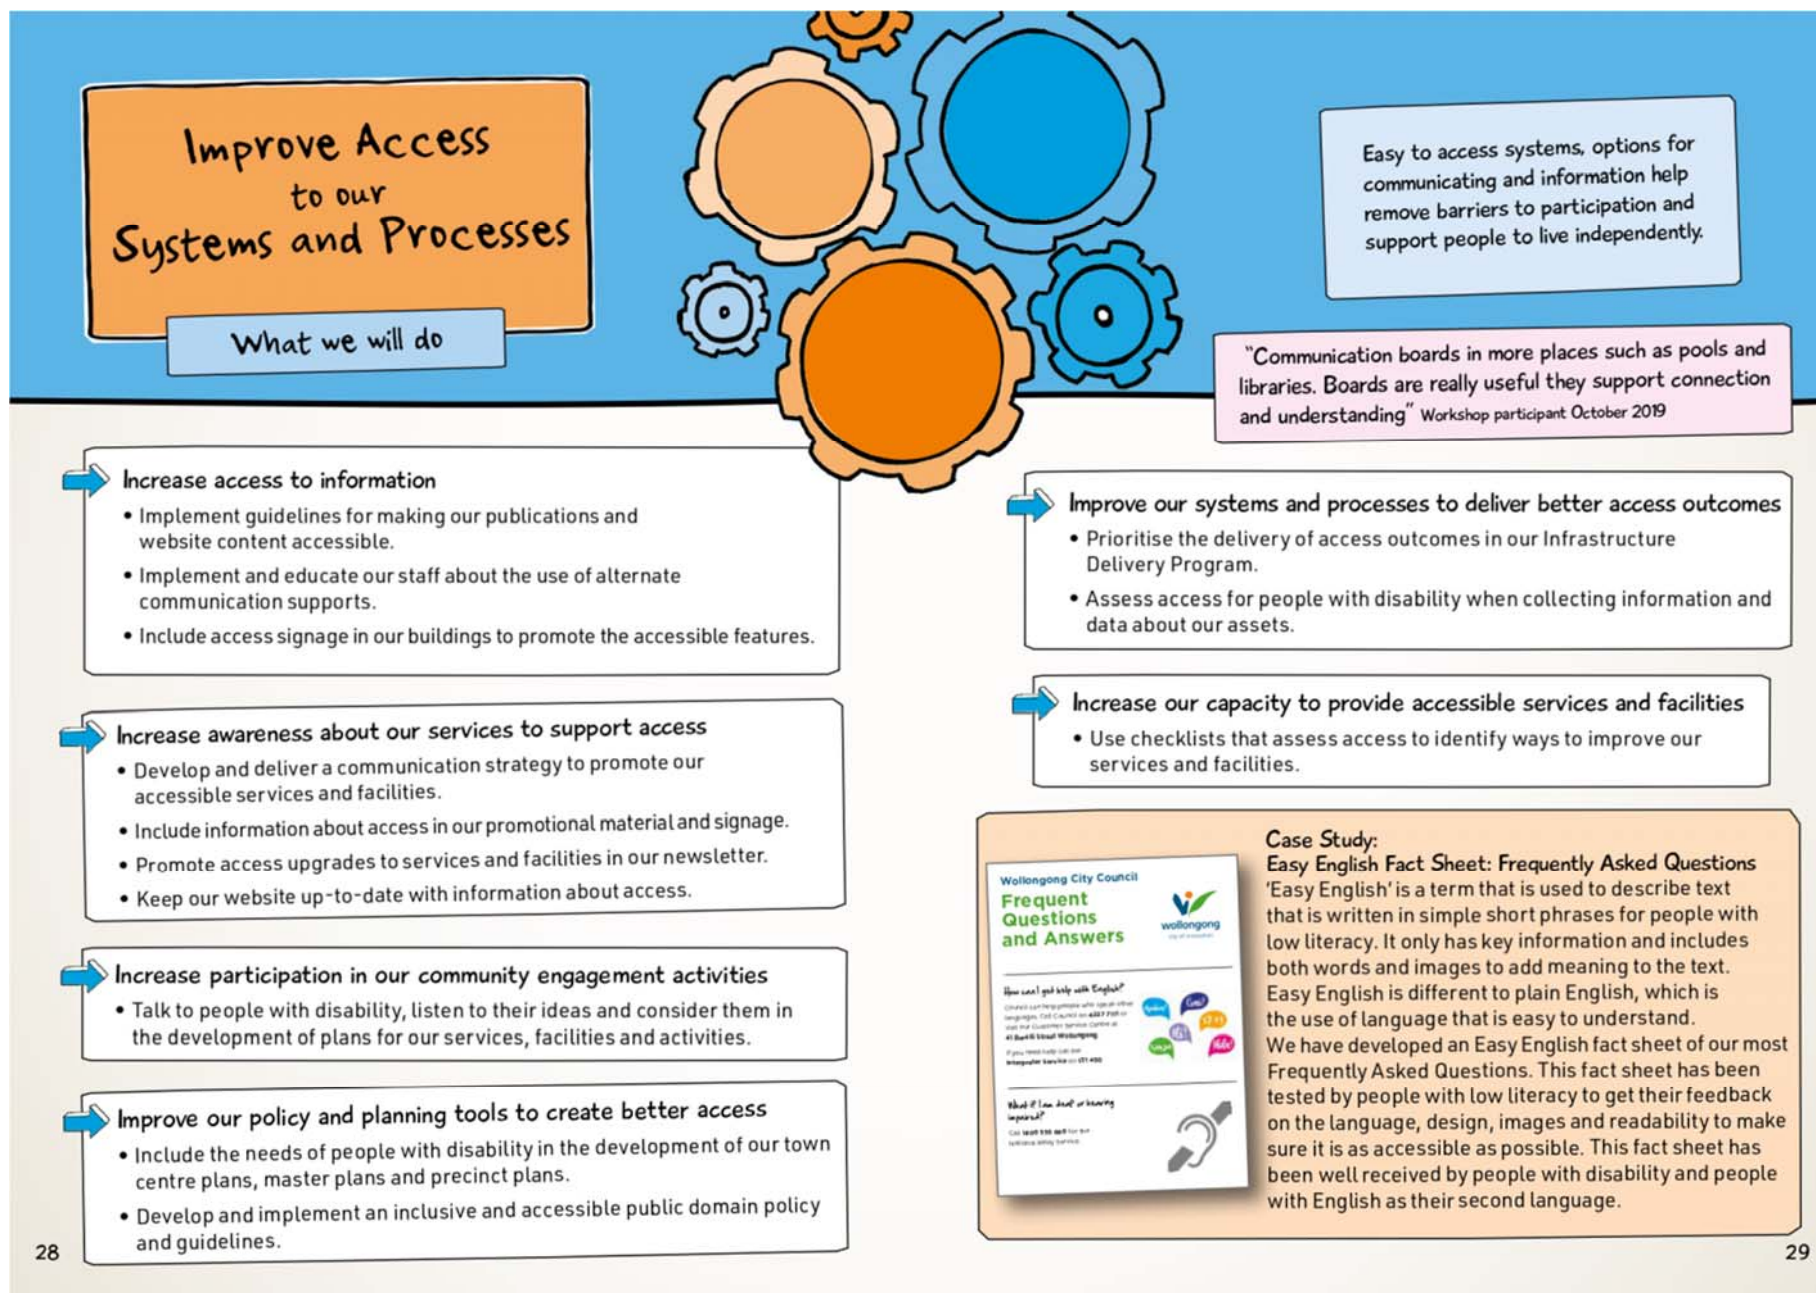 Improve Access
to our
Systems and Processes
What we will do
Increase access to information
• Implement guidelines for making our publications and
website content accessible.
• Implement and educate our staff about the use of alternate
communication supports.
• Include access signage in our buildings to promote the accessible features.
Increase awareness about our services to support access
• Develop and deliver a communication strategy to promote our
accessible services and facilities.
• Include information about access in our promotional material and signage.
• Promote access upgrades to services and facilities in our newsletter.
• Keep our website up-to-date with information about access.
Increase participation in our community engagement activities
• Talk to people with disability, listen to their ideas and consider them in
the development of plans for our services, facilities and activities.
Improve our policy and planning tools to create better access
• Include the needs of people with disability in the development of our town
centre plans, master plans and precinct plans.
• Develop and implement an inclusive and accessible public domain policy
and guidelines.
28
Easy to access systems, options for
communicating and information help
remove barriers to participation and
support people to live independently.
"Communication boards in more places such as pools and
libraries. Boards are really useful they support connection
and understanding" Workshop participant October 2019
Improve our systems and processes to deliver better access outcomes
• Prioritise the delivery of access outcomes in our Infrastructure
Delivery Program.
• Assess access for people with disability when collecting information and
data about our assets.
Increase our capacity to provide accessible services and facilities
• Use checklists that assess access to identify ways to improve our
services and facilities.
Wollongong City Council
Frequent
Questions
and Answers
wollongong
How can I get help with English?
What if I am deaf or hearing
impaired?
Case Study:
Easy English Fact Sheet: Frequently Asked Questions
'Easy English' is a term that is used to describe text
that is written in simple short phrases for people with
low literacy. It only has key information and includes
both words and images to add meaning to the text.
Easy English is different to plain English, which is
the use of language that is easy to understand.
We have developed an Easy English fact sheet of our most
Frequently Asked Questions. This fact sheet has been
tested by people with low literacy to get their feedback
on the language, design, images and readability to make
sure it is as accessible as possible. This fact sheet has
been well received by people with disability and people
with English as their second language.
29